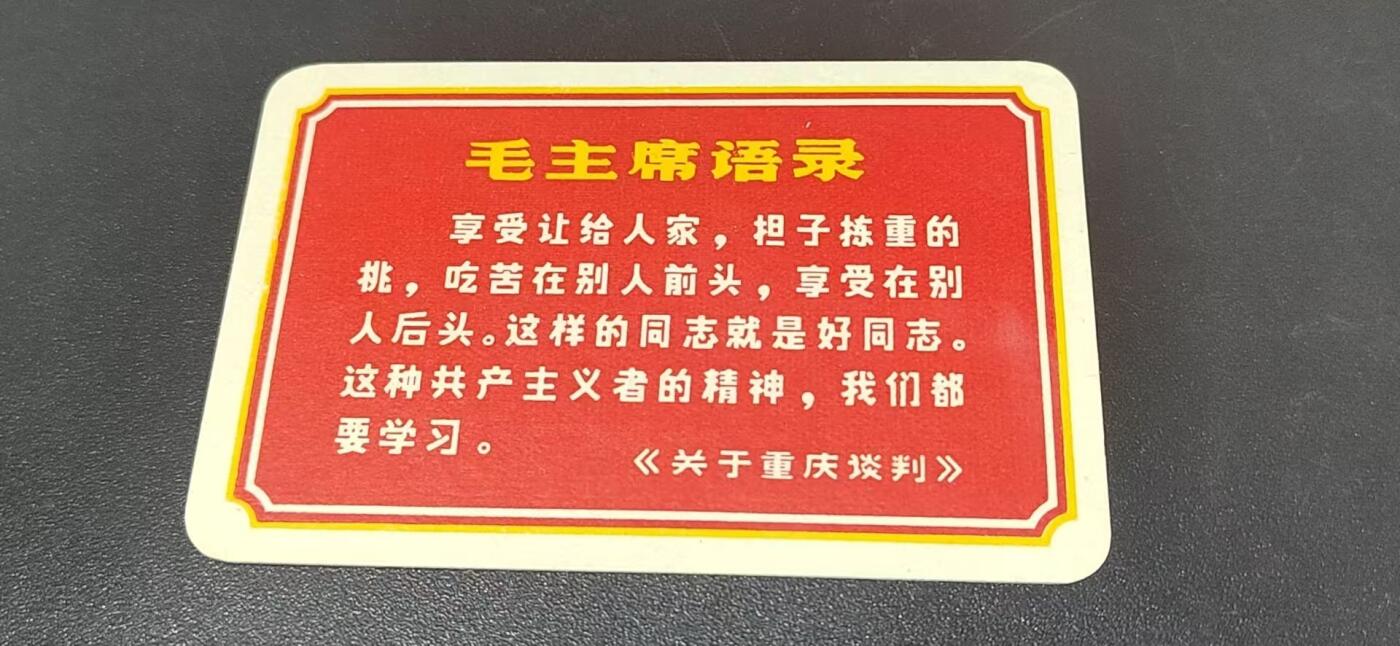 毛主席语录
享受让给人家，担子拣重的
挑，吃苦在别人前头，享受在别
人后头。这样的同志就是好同志。
这种共产主义者的精神，我们都
要学习。
《关于重庆谈判》